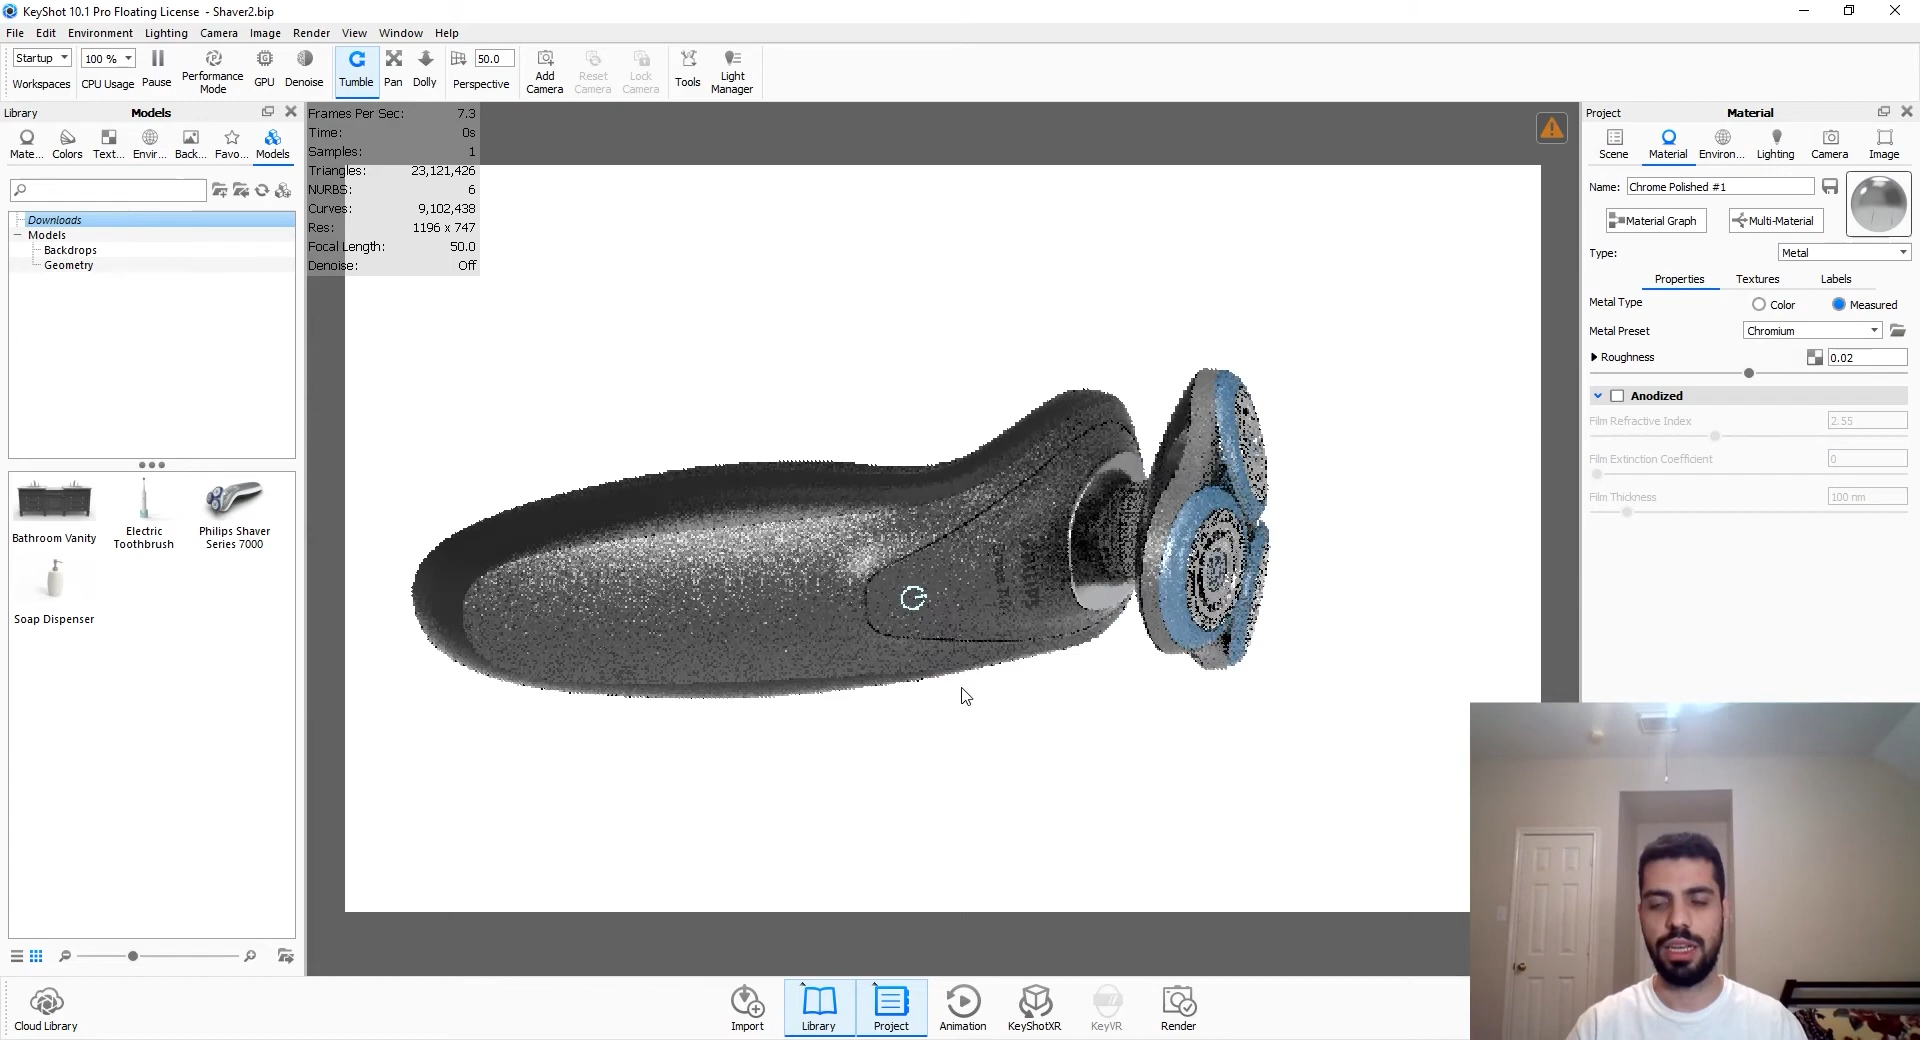 KeyShot 10.1 Pro Floating License - Shaver2.bip
File Edit Environment Lighting Camera Image Render View Window Help
Startup 100 % 50.0
Workspaces CPU Usage Pause Performance Mode GPU Denoise Tumble Pan Dolly Perspective Add Camera Reset Camera Lock Camera Tools Light Manager
Library Models
Mate... Colors Text... Envir... Back... Favo... Models
Downloads
Models
Backdrops
Geometry
Bathroom Vanity
Electric Toothbrush
Philips Shaver Series 7000
Soap Dispenser
Cloud Library
Frames Per Sec: 7.3
Time: 0s
Samples: 1
Triangles: 23,121,426
NURBS: 6
Curves: 9,102,438
Res: 1196 x 747
Focal Length: 50.0
Denoise: Off
Project Material
Scene Material Environ... Lighting Camera Image
Name: Chrome Polished #1
Material Graph Multi-Material
Type: Metal
Properties Textures Labels
Metal Type Color Measured
Metal Preset Chromium
Roughness 0.02
Anodized
Film Refractive Index 2.55
Film Extinction Coefficient 0
Film Thickness 100 nm
Import Library Project Animation KeyShotXR KeyVR Render